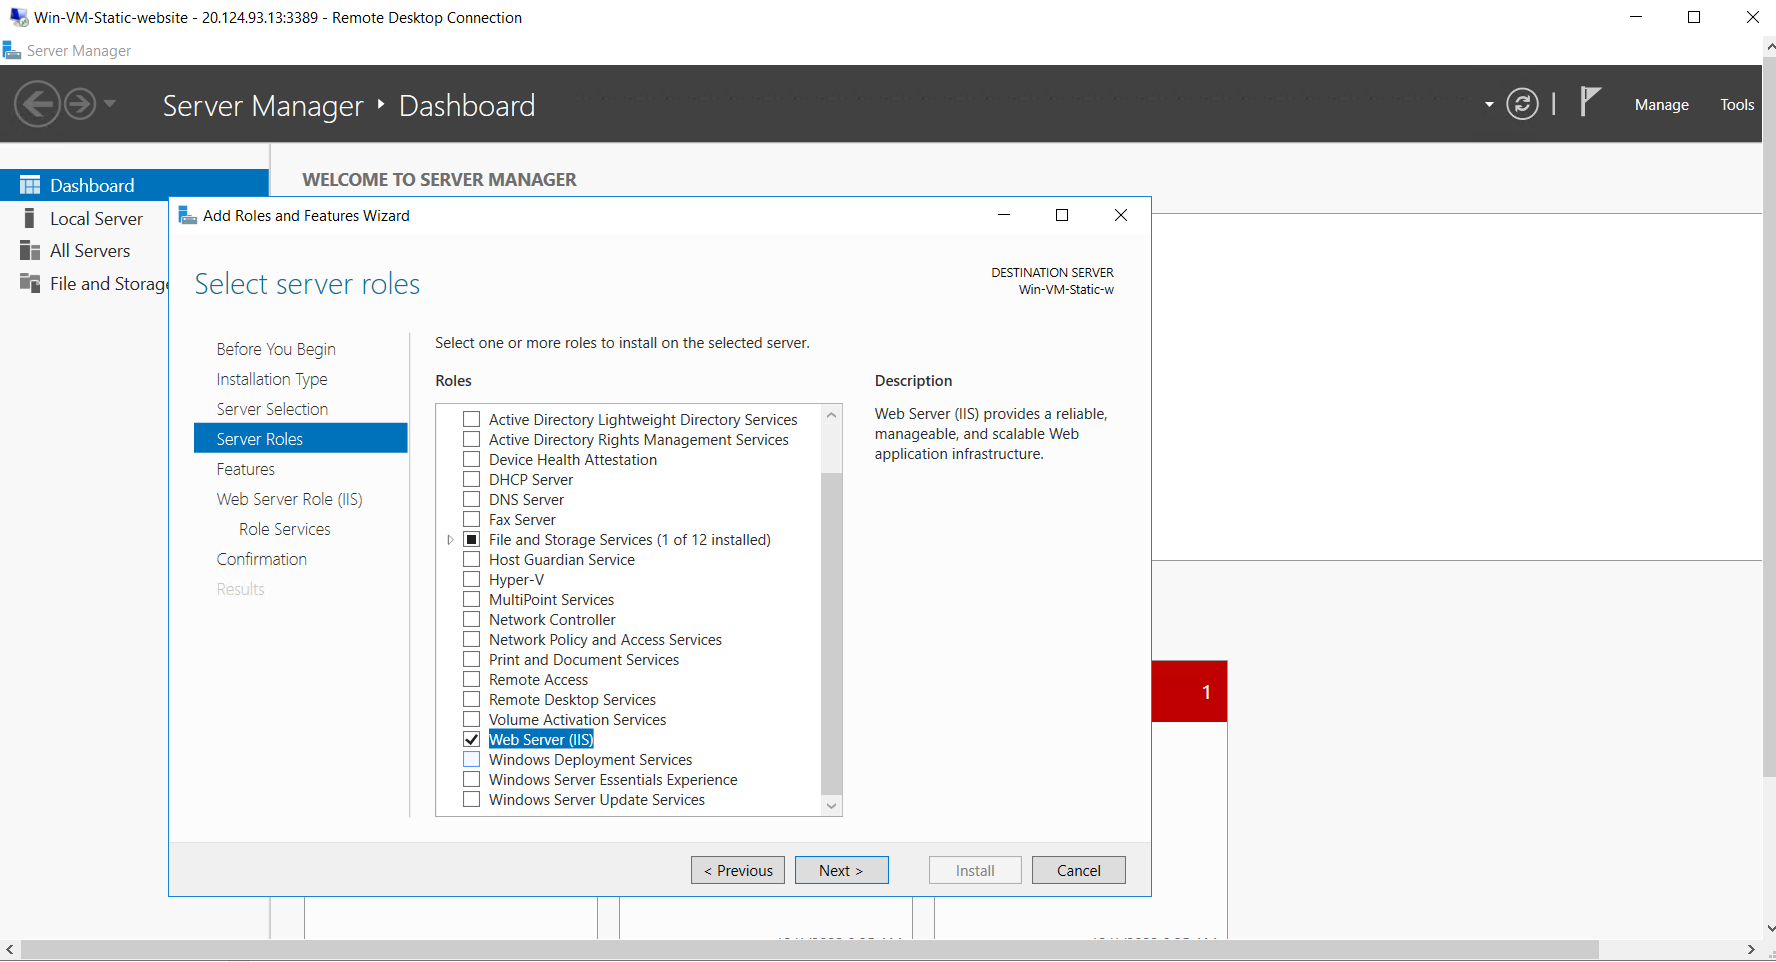 Win-VM-Static-website - 20.124.93.13:3389 - Remote Desktop Connection
Server Manager
Server Manager ‣ Dashboard
Manage
Tools
Dashboard
Local Server
All Servers
File and Storage
WELCOME TO SERVER MANAGER
Add Roles and Features Wizard
Select server roles
DESTINATION SERVER
Win-VM-Static-w
Before You Begin
Installation Type
Server Selection
Server Roles
Features
Web Server Role (IIS)
Role Services
Confirmation
Results
Select one or more roles to install on the selected server.
Roles
Active Directory Lightweight Directory Services
Active Directory Rights Management Services
Device Health Attestation
DHCP Server
DNS Server
Fax Server
File and Storage Services (1 of 12 installed)
Host Guardian Service
Hyper-V
MultiPoint Services
Network Controller
Network Policy and Access Services
Print and Document Services
Remote Access
Remote Desktop Services
Volume Activation Services
Web Server (IIS)
Windows Deployment Services
Windows Server Essentials Experience
Windows Server Update Services
Description
Web Server (IIS) provides a reliable,
manageable, and scalable Web
application infrastructure.
1
< Previous
Next >
Install
Cancel